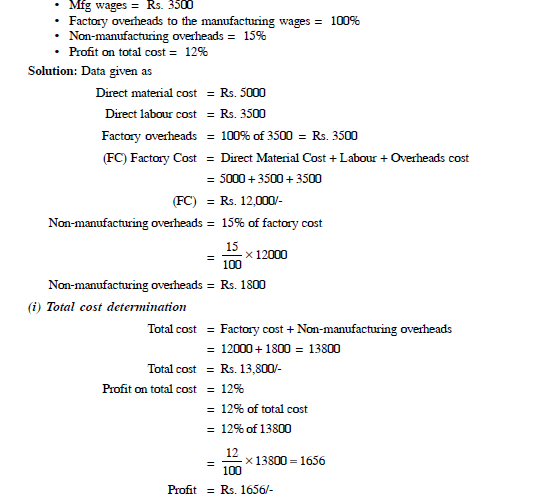 • Mfg wages = Rs. 3500
• Factory overheads to the manufacturing wages = 100%
• Non-manufacturing overheads = 15%
• Profit on total cost = 12%
Solution: Data given as
Direct material cost = Rs. 5000
Direct labour cost = Rs. 3500
Factory overheads = 100% of 3500 = Rs. 3500
(FC) Factory Cost = Direct Material Cost + Labour + Overheads cost
= 5000 + 3500 + 3500
(FC) = Rs. 12,000/-
Non-manufacturing overheads = 15% of factory cost
= 15/100 × 12000
Non-manufacturing overheads = Rs. 1800
(i) Total cost determination
Total cost = Factory cost + Non-manufacturing overheads
= 12000 + 1800 = 13800
Total cost = Rs. 13,800/-
Profit on total cost = 12%
= 12% of total cost
= 12% of 13800
= 12/100 × 13800 = 1656
Profit = Rs. 1656/-